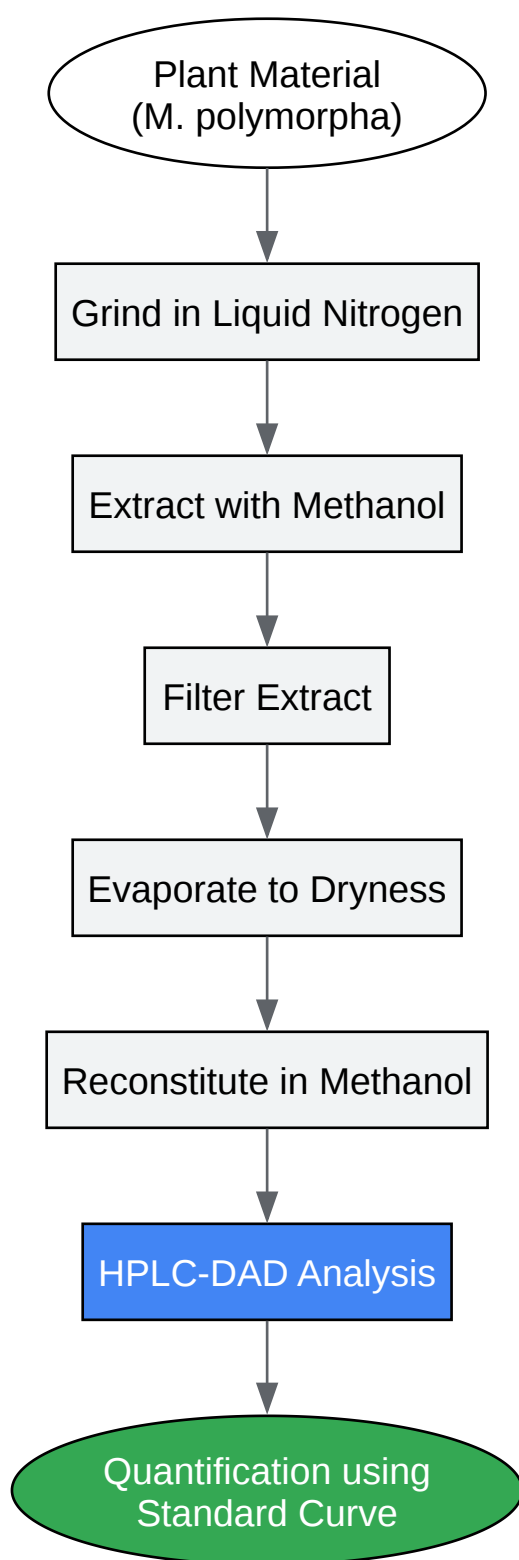 Plant Material
(M. polymorpha)
Grind in Liquid Nitrogen
Extract with Methanol
Filter Extract
Evaporate to Dryness
Reconstitute in Methanol
HPLC-DAD Analysis
Quantification using
Standard Curve